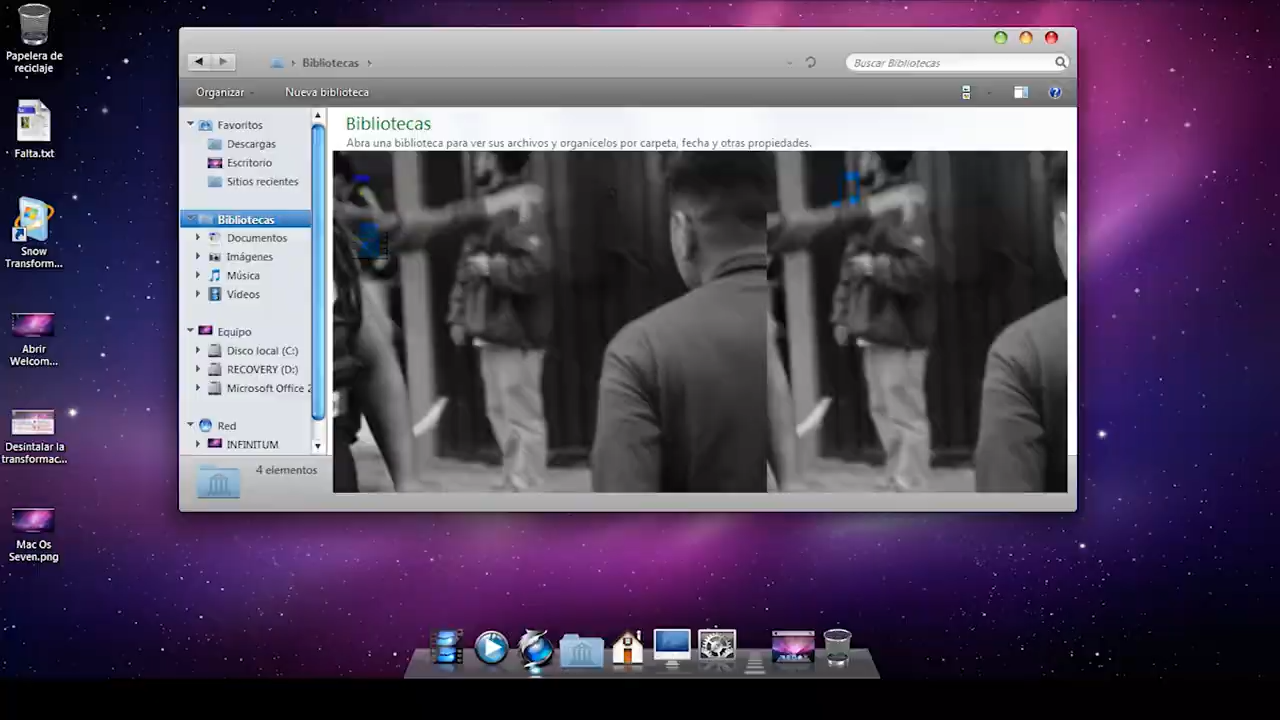 Papelera de
reciclaje
Falta.txt
Snow
Transform...
Abrir
Welcom...
Desintalar la
transformac...
Mac Os
Seven.png
Bibliotecas
Buscar Bibliotecas
Organizar
Nueva biblioteca
Favoritos
Descargas
Escritorio
Sitios recientes
Bibliotecas
Documentos
Imágenes
Música
Vídeos
Equipo
Disco local (C:)
RECOVERY (D:)
Microsoft Office 2
Red
INFINITUM
Bibliotecas
Abra una biblioteca para ver sus archivos y organícelos por carpeta, fecha y otras propiedades.
4 elementos